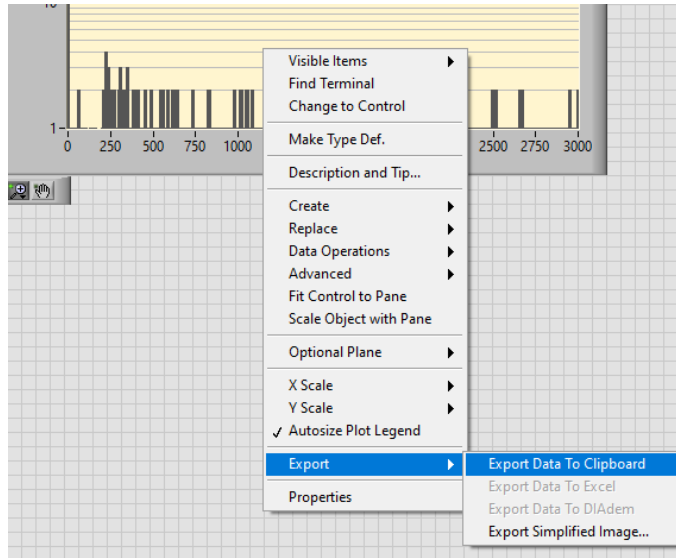 10
1
0 250 500 750 1000 2500 2750 3000
Visible Items
Find Terminal
Change to Control
Make Type Def.
Description and Tip...
Create
Replace
Data Operations
Advanced
Fit Control to Pane
Scale Object with Pane
Optional Plane
X Scale
Y Scale
✓ Autosize Plot Legend
Export
Properties
Export Data To Clipboard
Export Data To Excel
Export Data To DIAdem
Export Simplified Image...